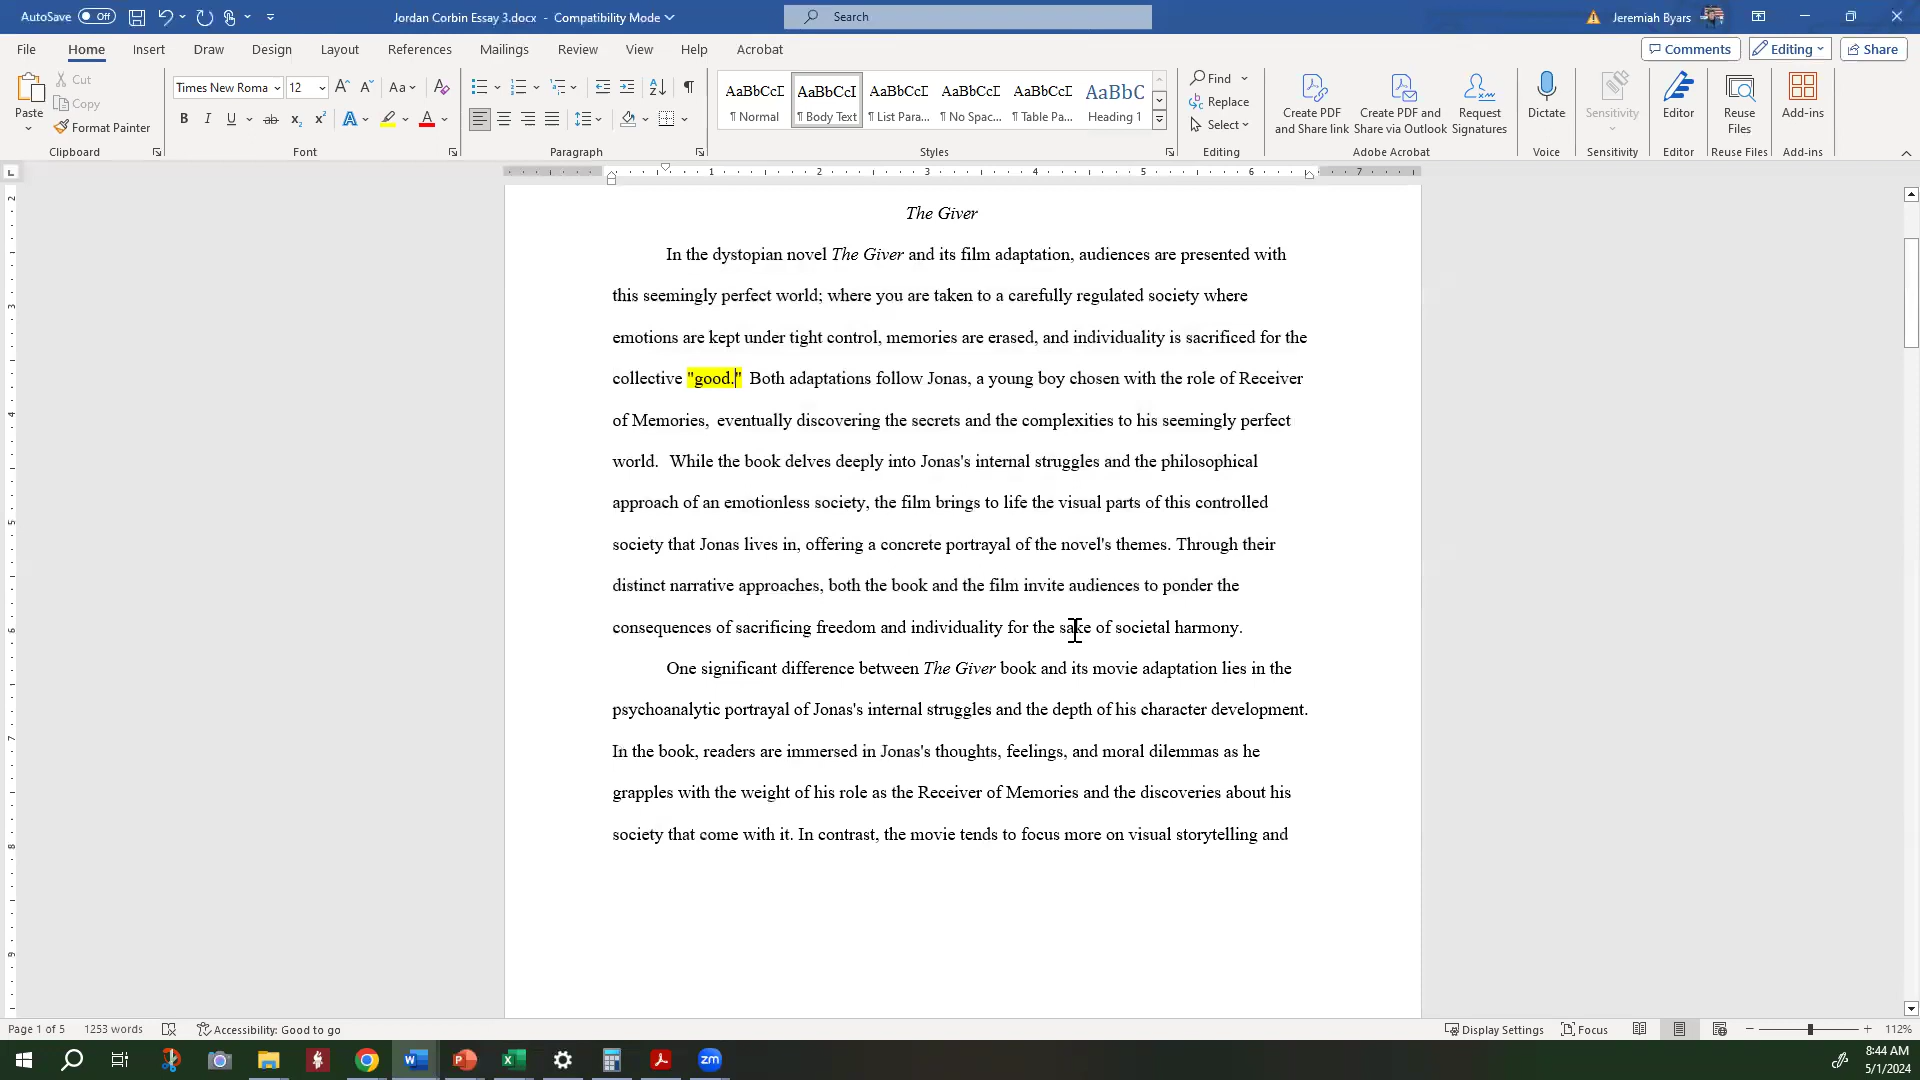 AutoSave Off Jordan Corbin Essay 3.docx - Compatibility Mode Search Jeremiah Byars
File Home Insert Draw Design Layout References Mailings Review View Help Acrobat Comments Editing Share
Paste Cut Copy Format Painter Clipboard
Times New Roma 12 Aa Font
Paragraph
AaBbCcI AaBbCcI AaBbCcI AaBbCcI AaBbCcI AaBbC
¶ Normal ¶ Body Text ¶ List Para... ¶ No Spac... ¶ Table Pa... Heading 1
Styles
Find Replace Select Editing
Create PDF and Share link Create PDF and Share via Outlook Request Signatures Adobe Acrobat
Dictate Voice Sensitivity Sensitivity Editor Editor Reuse Files Reuse Files Add-ins Add-ins
1 2 3 4 5 6 7
The Giver
In the dystopian novel The Giver and its film adaptation, audiences are presented with
this seemingly perfect world; where you are taken to a carefully regulated society where
emotions are kept under tight control, memories are erased, and individuality is sacrificed for the
collective "good." Both adaptations follow Jonas, a young boy chosen with the role of Receiver
of Memories, eventually discovering the secrets and the complexities to his seemingly perfect
world. While the book delves deeply into Jonas's internal struggles and the philosophical
approach of an emotionless society, the film brings to life the visual parts of this controlled
society that Jonas lives in, offering a concrete portrayal of the novel's themes. Through their
distinct narrative approaches, both the book and the film invite audiences to ponder the
consequences of sacrificing freedom and individuality for the sake of societal harmony.
One significant difference between The Giver book and its movie adaptation lies in the
psychoanalytic portrayal of Jonas's internal struggles and the depth of his character development.
In the book, readers are immersed in Jonas's thoughts, feelings, and moral dilemmas as he
grapples with the weight of his role as the Receiver of Memories and the discoveries about his
society that come with it. In contrast, the movie tends to focus more on visual storytelling and
Page 1 of 5 1253 words Accessibility: Good to go Display Settings Focus 112%
8:44 AM
5/1/2024